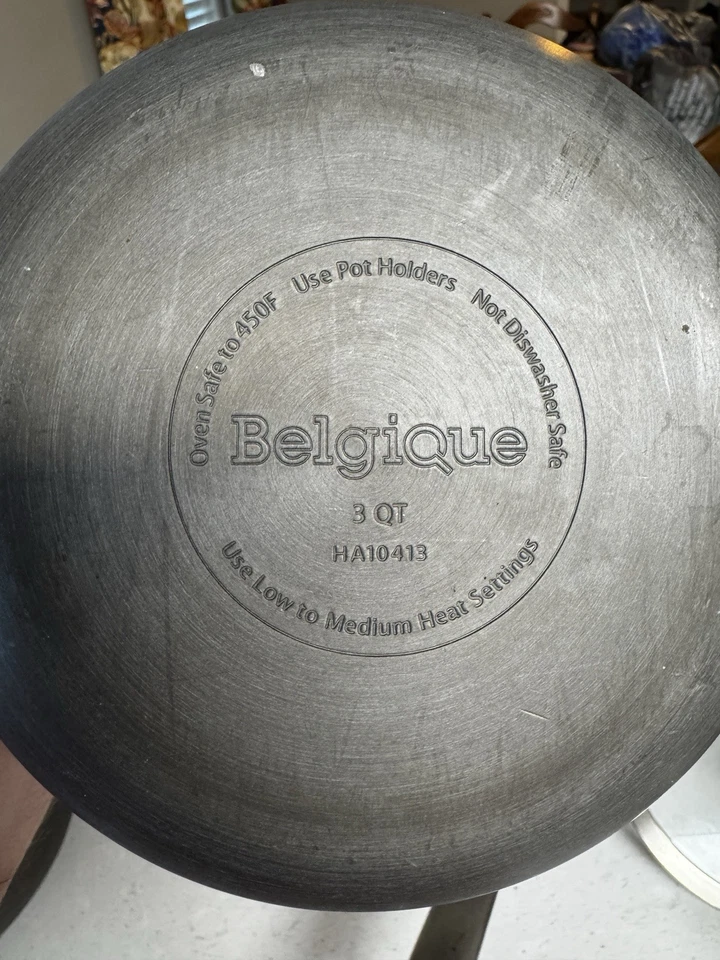 Oven Safe to 450F Use Pot Holders Not Diswasher Safe
Belgique
3 QT
HA10413
Use Low to Medium Heat Settings